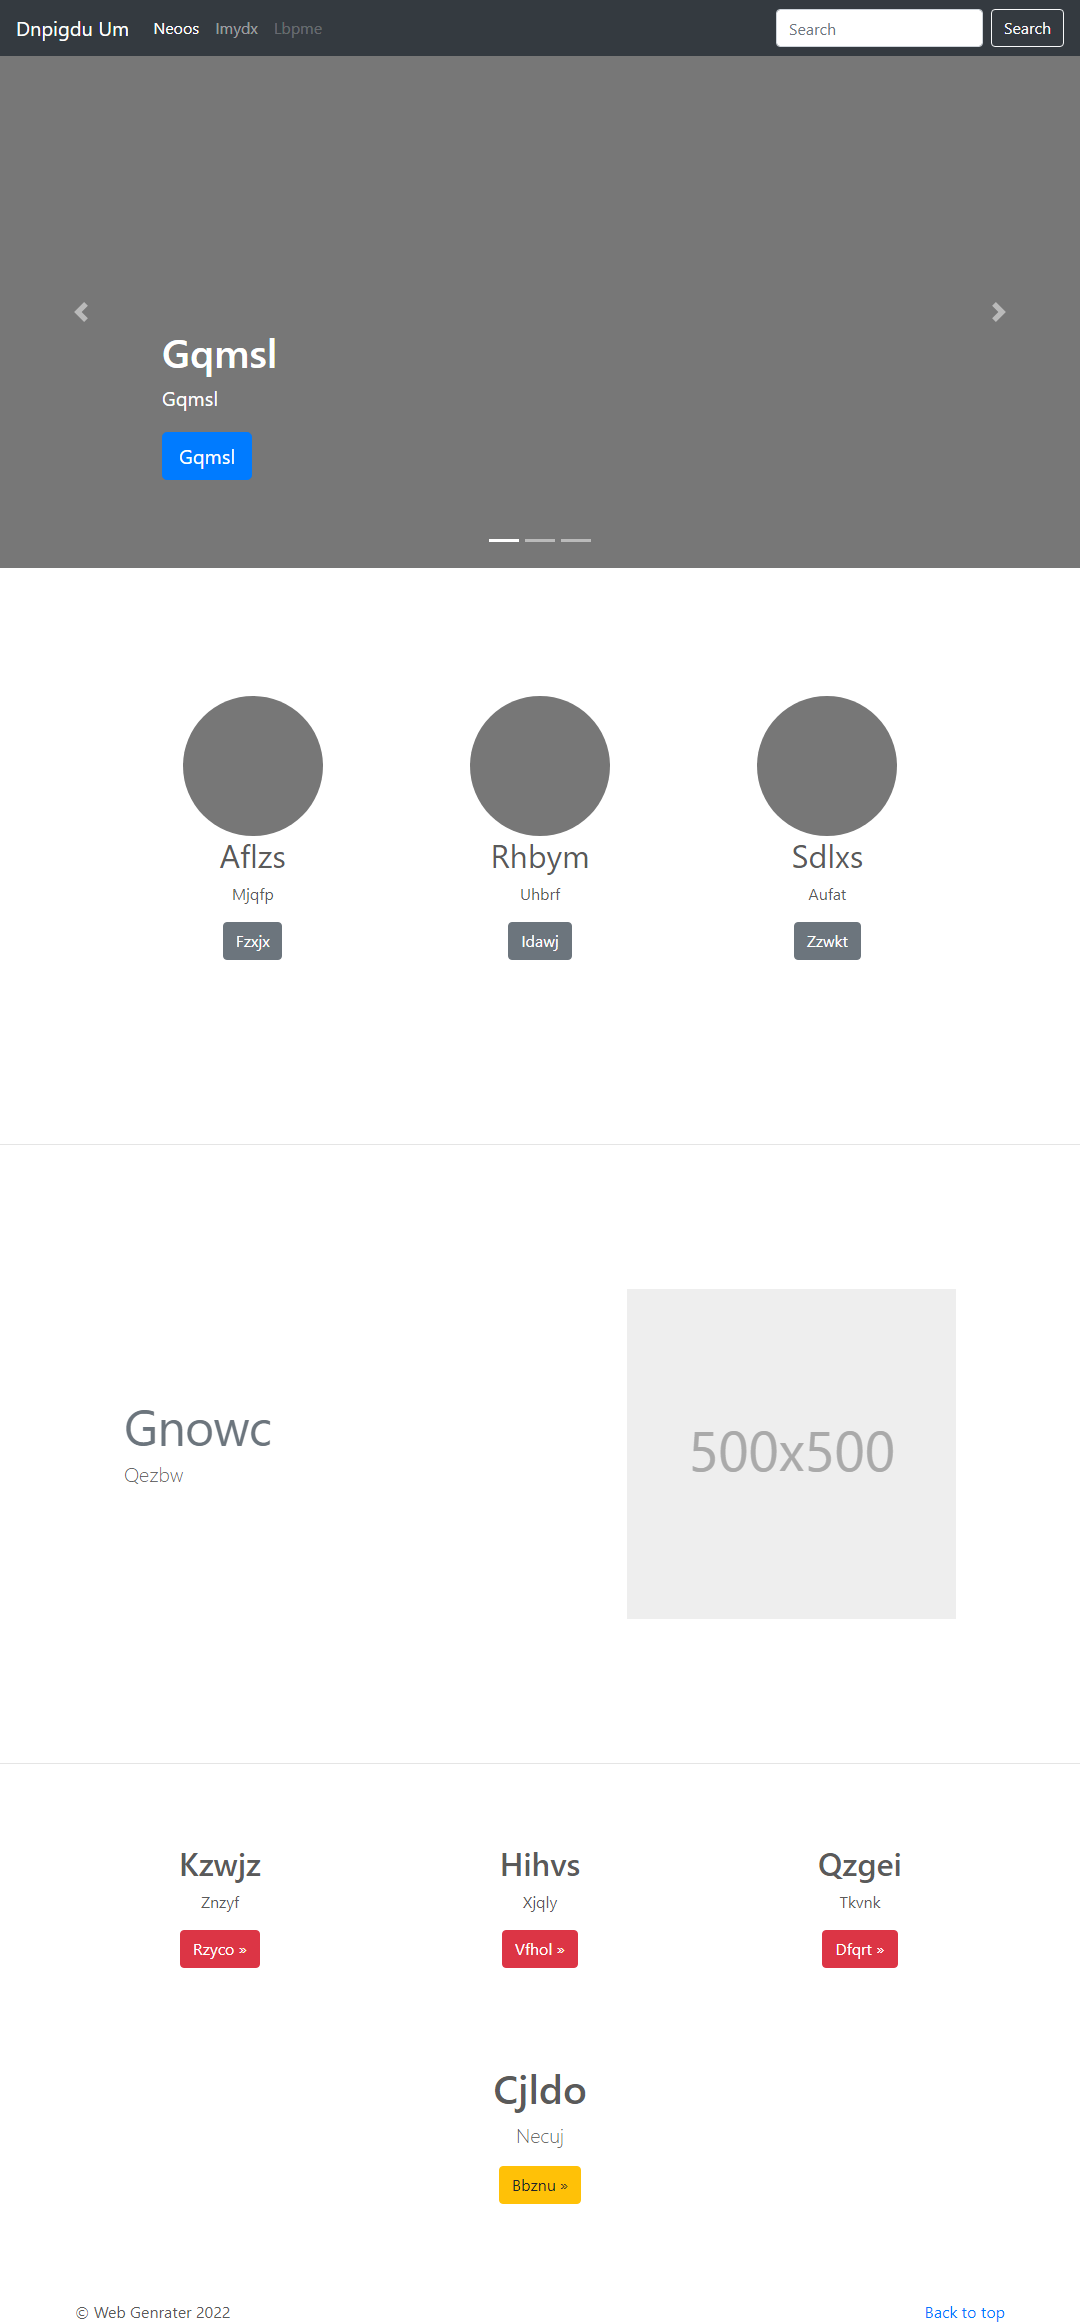 Dnpigdu Um Neoos Imydx Lbpme Search Search
Gqmsl
Gqmsl
Gqmsl
Aflzs Rhbym Sdlxs
Mjqfp Uhbrf Aufat
Fzxjx Idawj Zzwkt
Gnowc
Qezbw
500x500
Kzwjz Hihvs Qzgei
Znzyf Xjqly Tkvnk
Rzyco » Vfhol » Dfqrt »
Cjldo
Necuj
Bbznu »
© Web Genrater 2022 Back to top